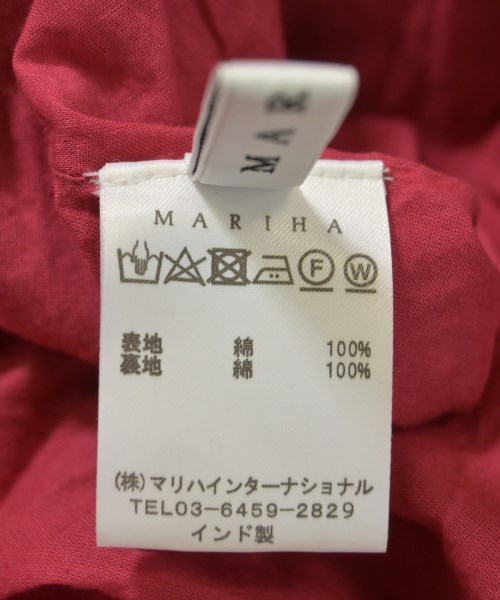 MAR
MARIHA
F W
表地 綿 100%
裏地 綿 100%
(株)マリハインターナショナル
TEL03-6459-2829
インド製